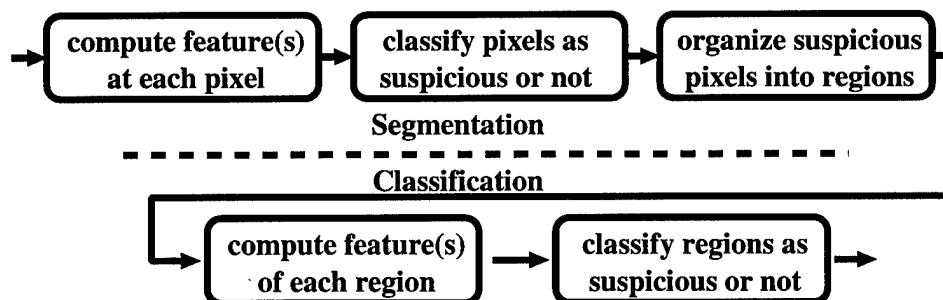 compute feature(s)
at each pixel
classify pixels as
suspicious or not
organize suspicious
pixels into regions
Segmentation
Classification
compute feature(s)
of each region
classify regions as
suspicious or not